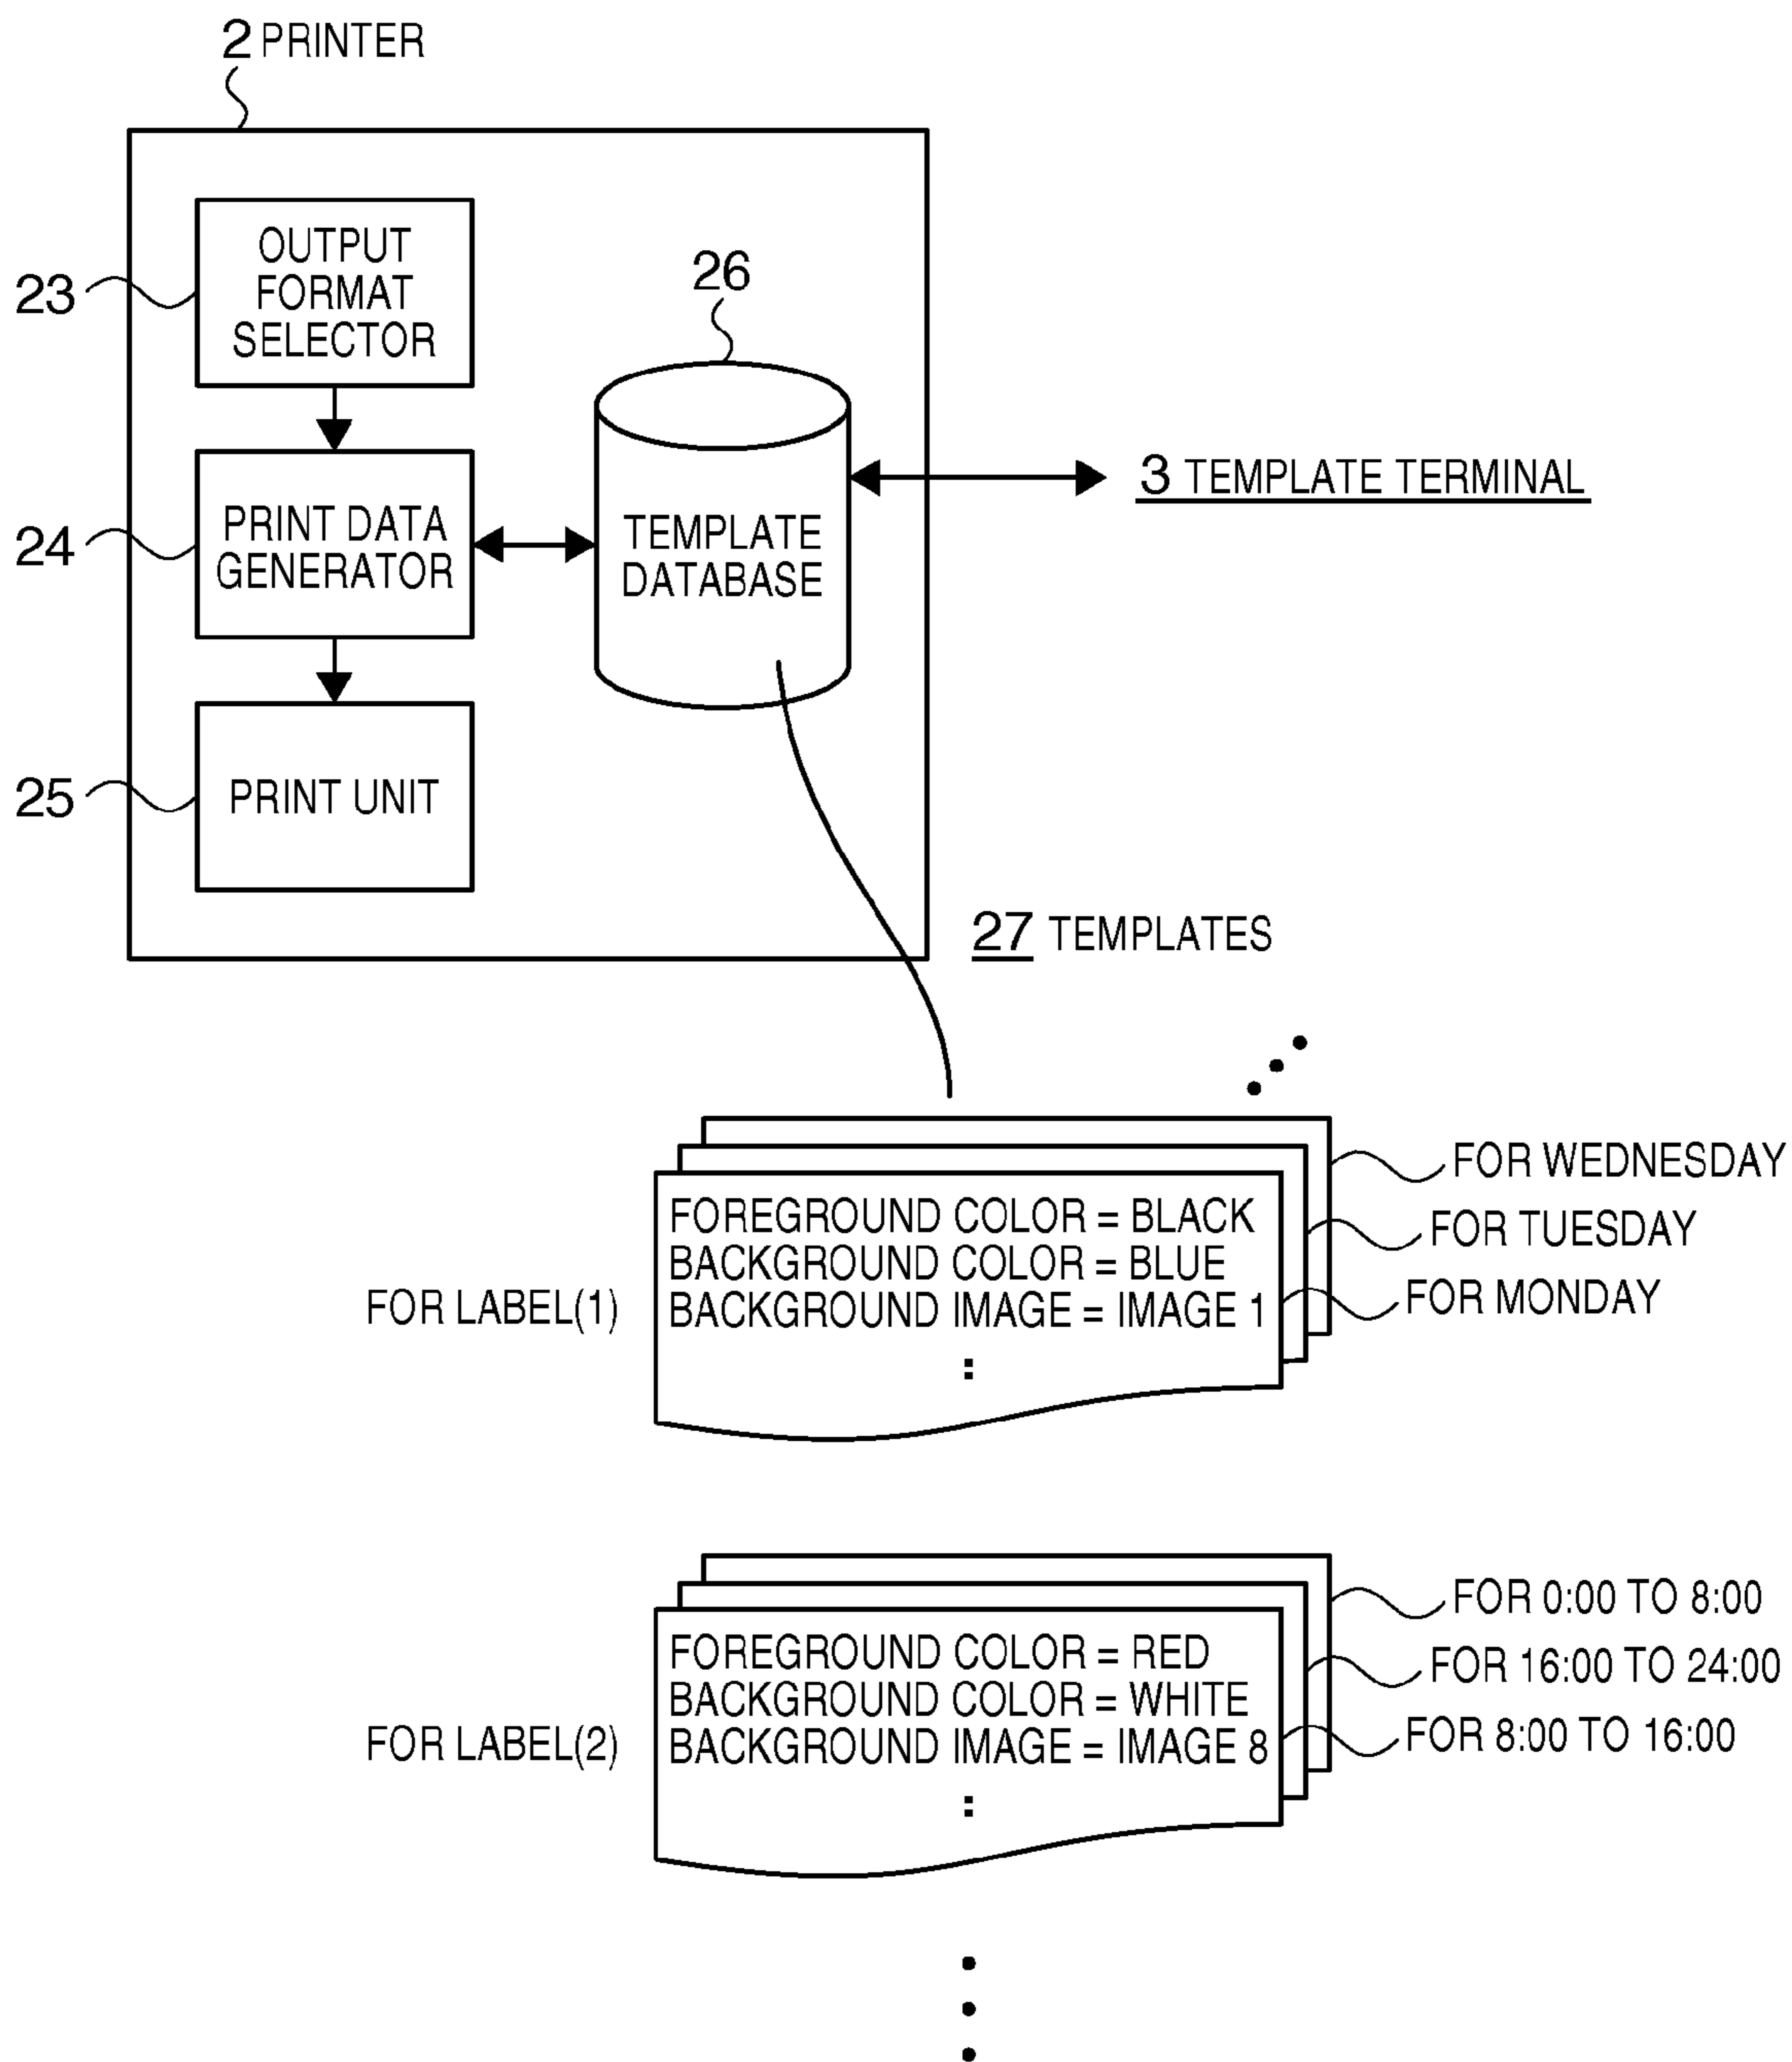 2 PRINTER
23
OUTPUT
FORMAT
SELECTOR
26
3 TEMPLATE TERMINAL
24
PRINT DATA
GENERATOR
TEMPLATE
DATABASE
25
PRINT UNIT
27 TEMPLATES
FOR WEDNESDAY
FOR TUESDAY
FOR MONDAY
FOR LABEL(1)
FOREGROUND COLOR = BLACK
BACKGROUND COLOR = BLUE
BACKGROUND IMAGE = IMAGE 1
:
FOR 0:00 TO 8:00
FOR 16:00 TO 24:00
FOR 8:00 TO 16:00
FOR LABEL(2)
FOREGROUND COLOR = RED
BACKGROUND COLOR = WHITE
BACKGROUND IMAGE = IMAGE 8
: